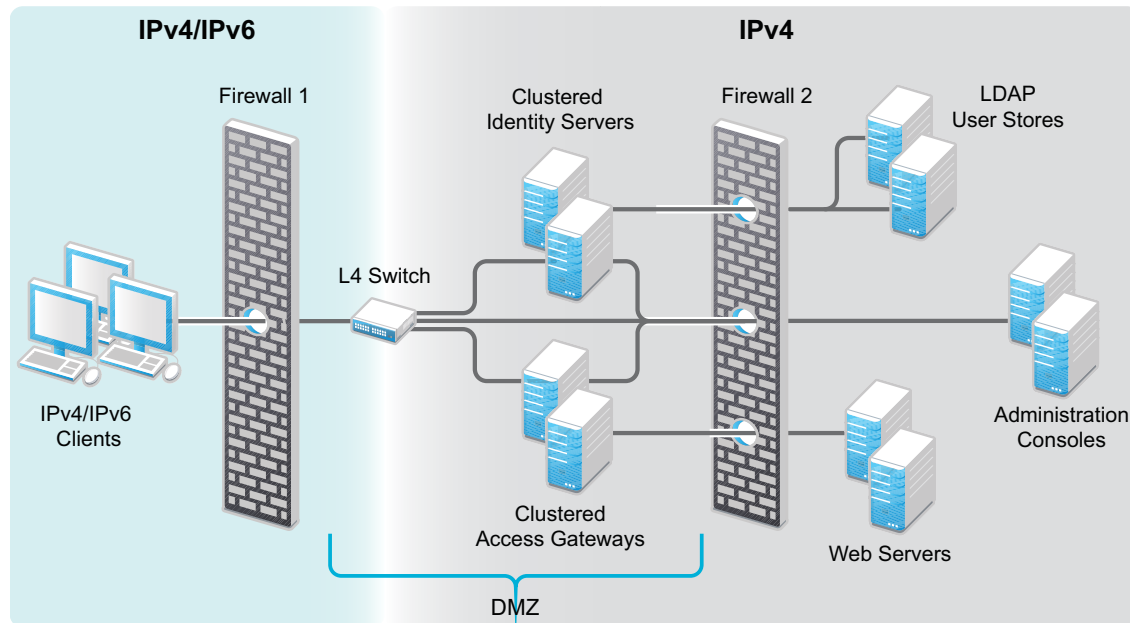 IPv4/IPv6
IPv4
Firewall 1
Clustered
Identity Servers
Firewall 2
LDAP
User Stores
L4 Switch
IPv4/IPv6
Clients
Administration
Consoles
Clustered
Access Gateways
Web Servers
DMZ